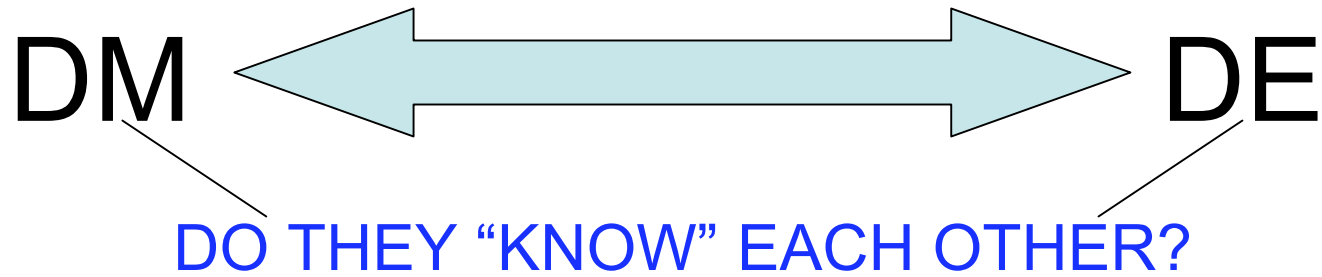 DM DE
DO THEY “KNOW” EACH OTHER?